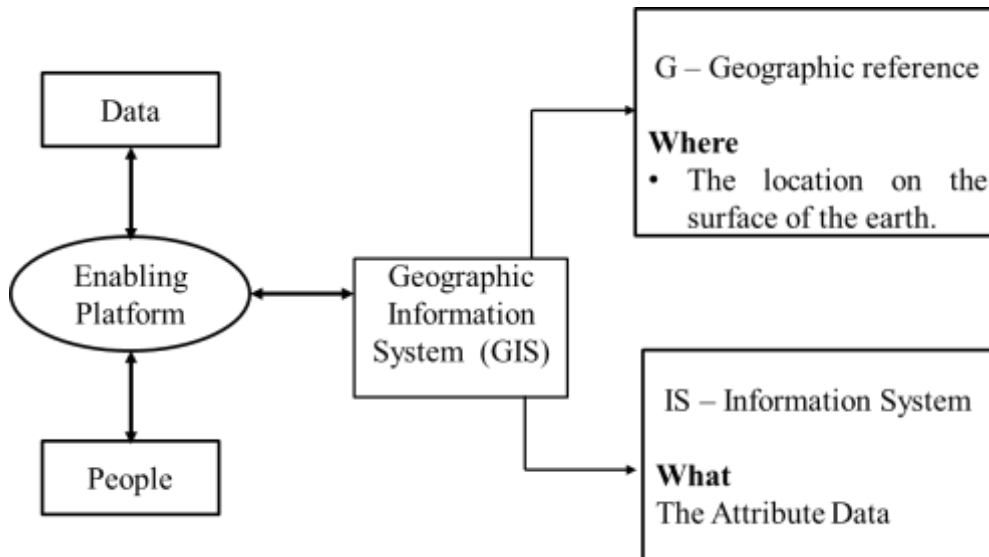 Data
Enabling
Platform
People
Geographic
Information
System (GIS)
G – Geographic reference
Where
• The location on the
surface of the earth.
IS – Information System
What
The Attribute Data